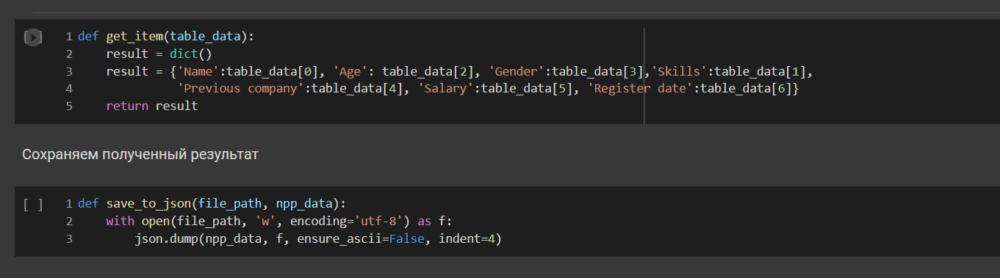 [ ] 1 def get_item(table_data):
2     result = dict()
3     result = {'Name':table_data[0], 'Age': table_data[2], 'Gender':table_data[3],'Skills':table_data[1],
4               'Previous company':table_data[4], 'Salary':table_data[5], 'Register date':table_data[6]}
5     return result
Сохраняем полученный результат
[ ] 1 def save_to_json(file_path, npp_data):
2     with open(file_path, 'w', encoding='utf-8') as f:
3         json.dump(npp_data, f, ensure_ascii=False, indent=4)